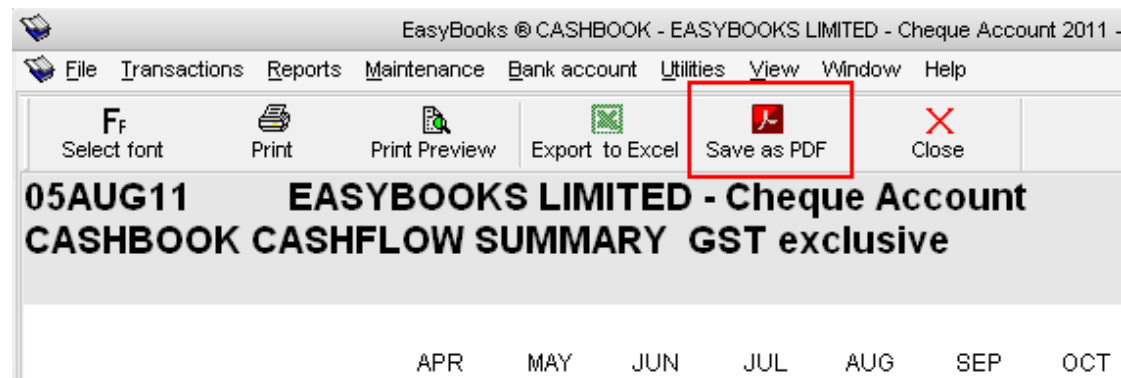 EasyBooks ® CASHBOOK - EASYBOOKS LIMITED - Cheque Account 2011 -
File Transactions Reports Maintenance Bank account Utilities View Window Help
FF
Select font Print Print Preview Export to Excel Save as PDF Close
05AUG11 EASYBOOKS LIMITED - Cheque Account
CASHBOOK CASHFLOW SUMMARY GST exclusive
APR MAY JUN JUL AUG SEP OCT